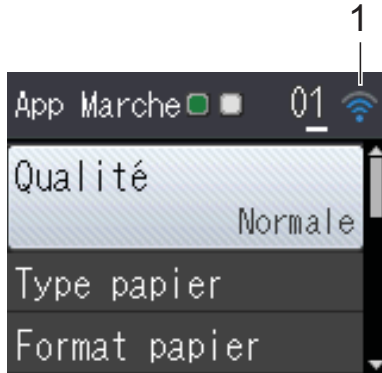 1
App Marche 01
Qualité
Normale
Type papier
Format papier